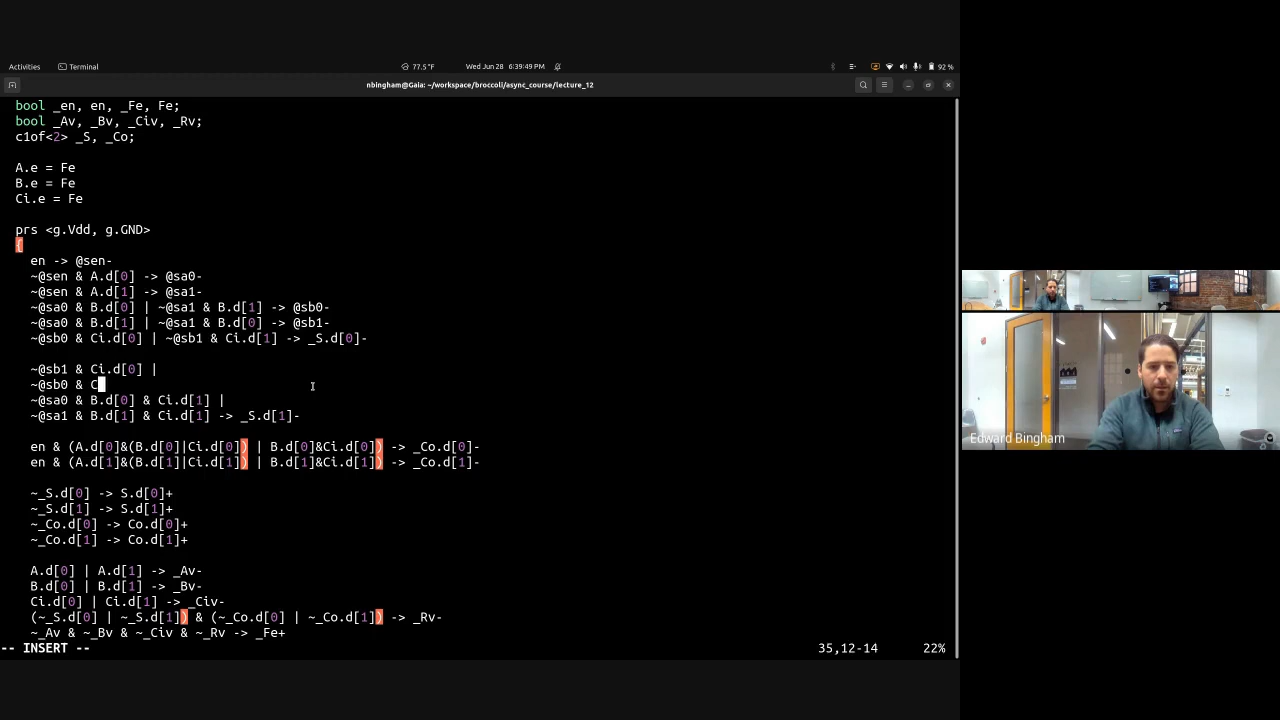 Activities Terminal 77.5 °F Wed Jun 28 6:39:49 PM 92 %
nbingham@Gaia: ~/workspace/broccoli/async_course/lecture_12
bool _en, en, _Fe, Fe;
bool _Av, _Bv, _Civ, _Rv;
c1of<2> _S, _Co;
A.e = Fe
B.e = Fe
Ci.e = Fe
prs <g.Vdd, g.GND>
{
en -> @sen-
~@sen & A.d[0] -> @sa0-
~@sen & A.d[1] -> @sa1-
~@sa0 & B.d[0] | ~@sa1 & B.d[1] -> @sb0-
~@sa0 & B.d[1] | ~@sa1 & B.d[0] -> @sb1-
~@sb0 & Ci.d[0] | ~@sb1 & Ci.d[1] -> _S.d[0]-
~@sb1 & Ci.d[0] |
~@sb0 & C
~@sa0 & B.d[0] & Ci.d[1] |
~@sa1 & B.d[1] & Ci.d[1] -> _S.d[1]-
en & (A.d[0]&(B.d[0]|Ci.d[0]) | B.d[0]&Ci.d[0]) -> _Co.d[0]-
en & (A.d[1]&(B.d[1]|Ci.d[1]) | B.d[1]&Ci.d[1]) -> _Co.d[1]-
~_S.d[0] -> S.d[0]+
~_S.d[1] -> S.d[1]+
~_Co.d[0] -> Co.d[0]+
~_Co.d[1] -> Co.d[1]+
A.d[0] | A.d[1] -> _Av-
B.d[0] | B.d[1] -> _Bv-
Ci.d[0] | Ci.d[1] -> _Civ-
(~_S.d[0] | ~_S.d[1]) & (~_Co.d[0] | ~_Co.d[1]) -> _Rv-
~_Av & ~_Bv & ~_Civ & ~_Rv -> _Fe+
-- INSERT -- 35,12-14 22%
Edward Bingham